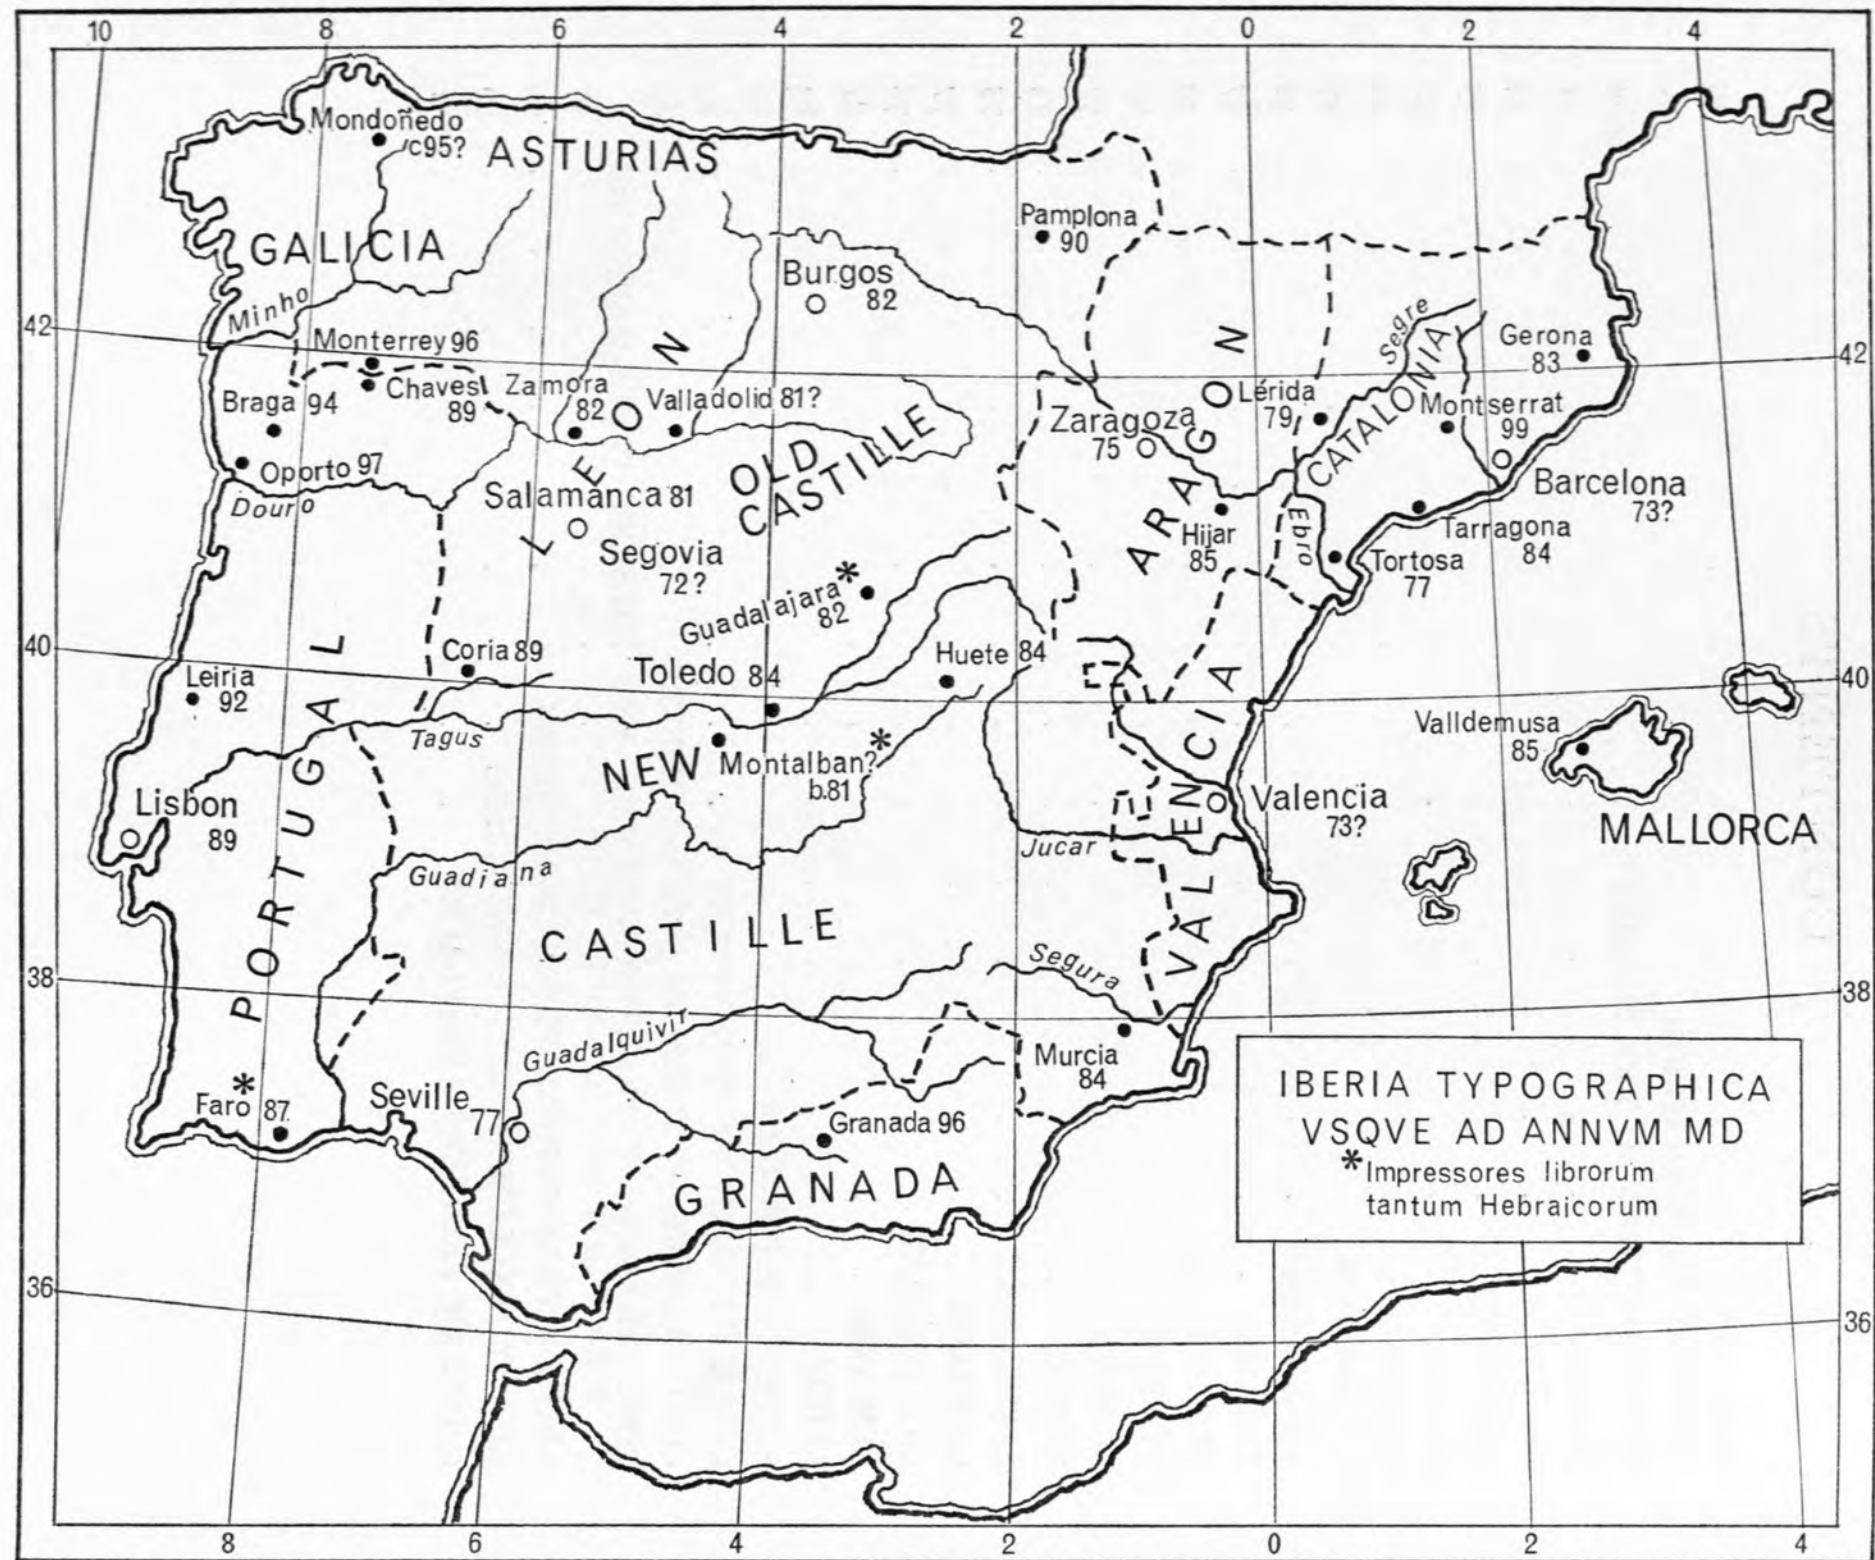 10 8 6 4 2 0 2 4
Mondoñedo
c95?
ASTURIAS
GALICIA
Pamplona
90
Burgos
82
Minho
42
Monterrey 96
Segre
Gerona
83
42
Braga 94
Chaves
89
Zamora
82
Valladolid 81?
LEON
Zaragoza
75
ARAGON
Lérida
79
CATALONIA
Montserrat
99
Oporto 97
Douro
Salamanca 81
OLD
CASTILLE
Barcelona
73?
Hijar
85
Ebro
Tarragona
84
Tortosa
77
Segovia
72?
Guadalajara*
82
40
Leiria
92
Coria 89
Toledo 84
Huete 84
40
Tagus
NEW
Montalban?*
b.81
Valldemusa
85
Lisbon
89
PORTUGAL
Valencia
73?
VALENCIA
MALLORCA
Jucar
Guadiana
CASTILLE
38
Segura
38
Guadalquivir
Murcia
84
Faro* 87
Seville
77
Granada 96
GRANADA
IBERIA TYPOGRAPHICA
VSQVE AD ANNVM MD
*Impressores librorum
tantum Hebraicorum
36
36
8 6 4 2 0 2 4